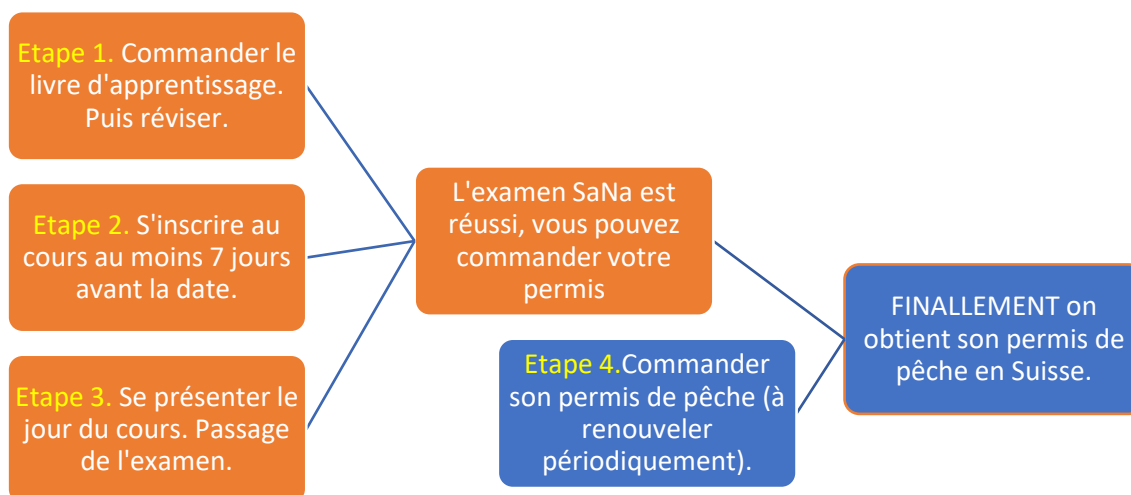 Etape 1. Commander le
livre d'apprentissage.
Puis réviser.
Etape 2. S'inscrire au
cours au moins 7 jours
avant la date.
Etape 3. Se présenter le
jour du cours. Passage
de l'examen.
L'examen SaNa est
réussi, vous pouvez
commander votre
permis
Etape 4.Commander
son permis de pêche (à
renouveler
périodiquement).
FINALLEMENT on
obtient son permis de
pêche en Suisse.